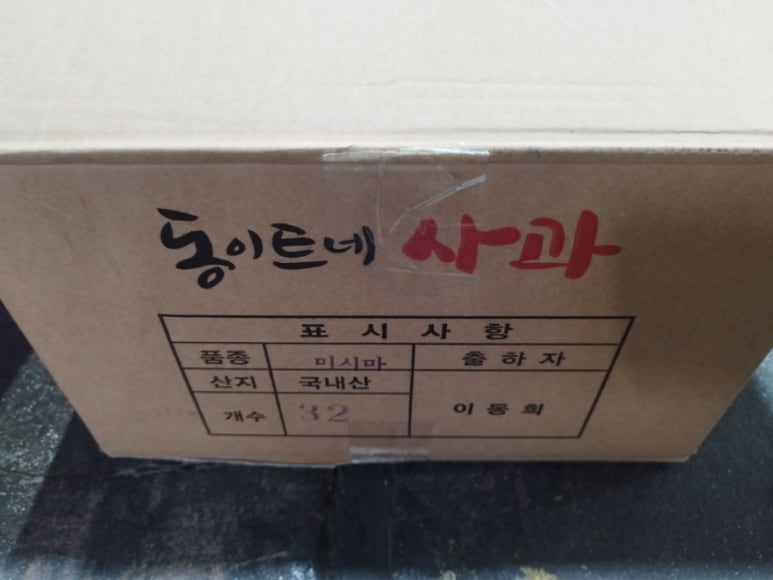 동이트네 사과
표시사항
품종 미시마 출하자
산지 국내산
개수 32 이동희